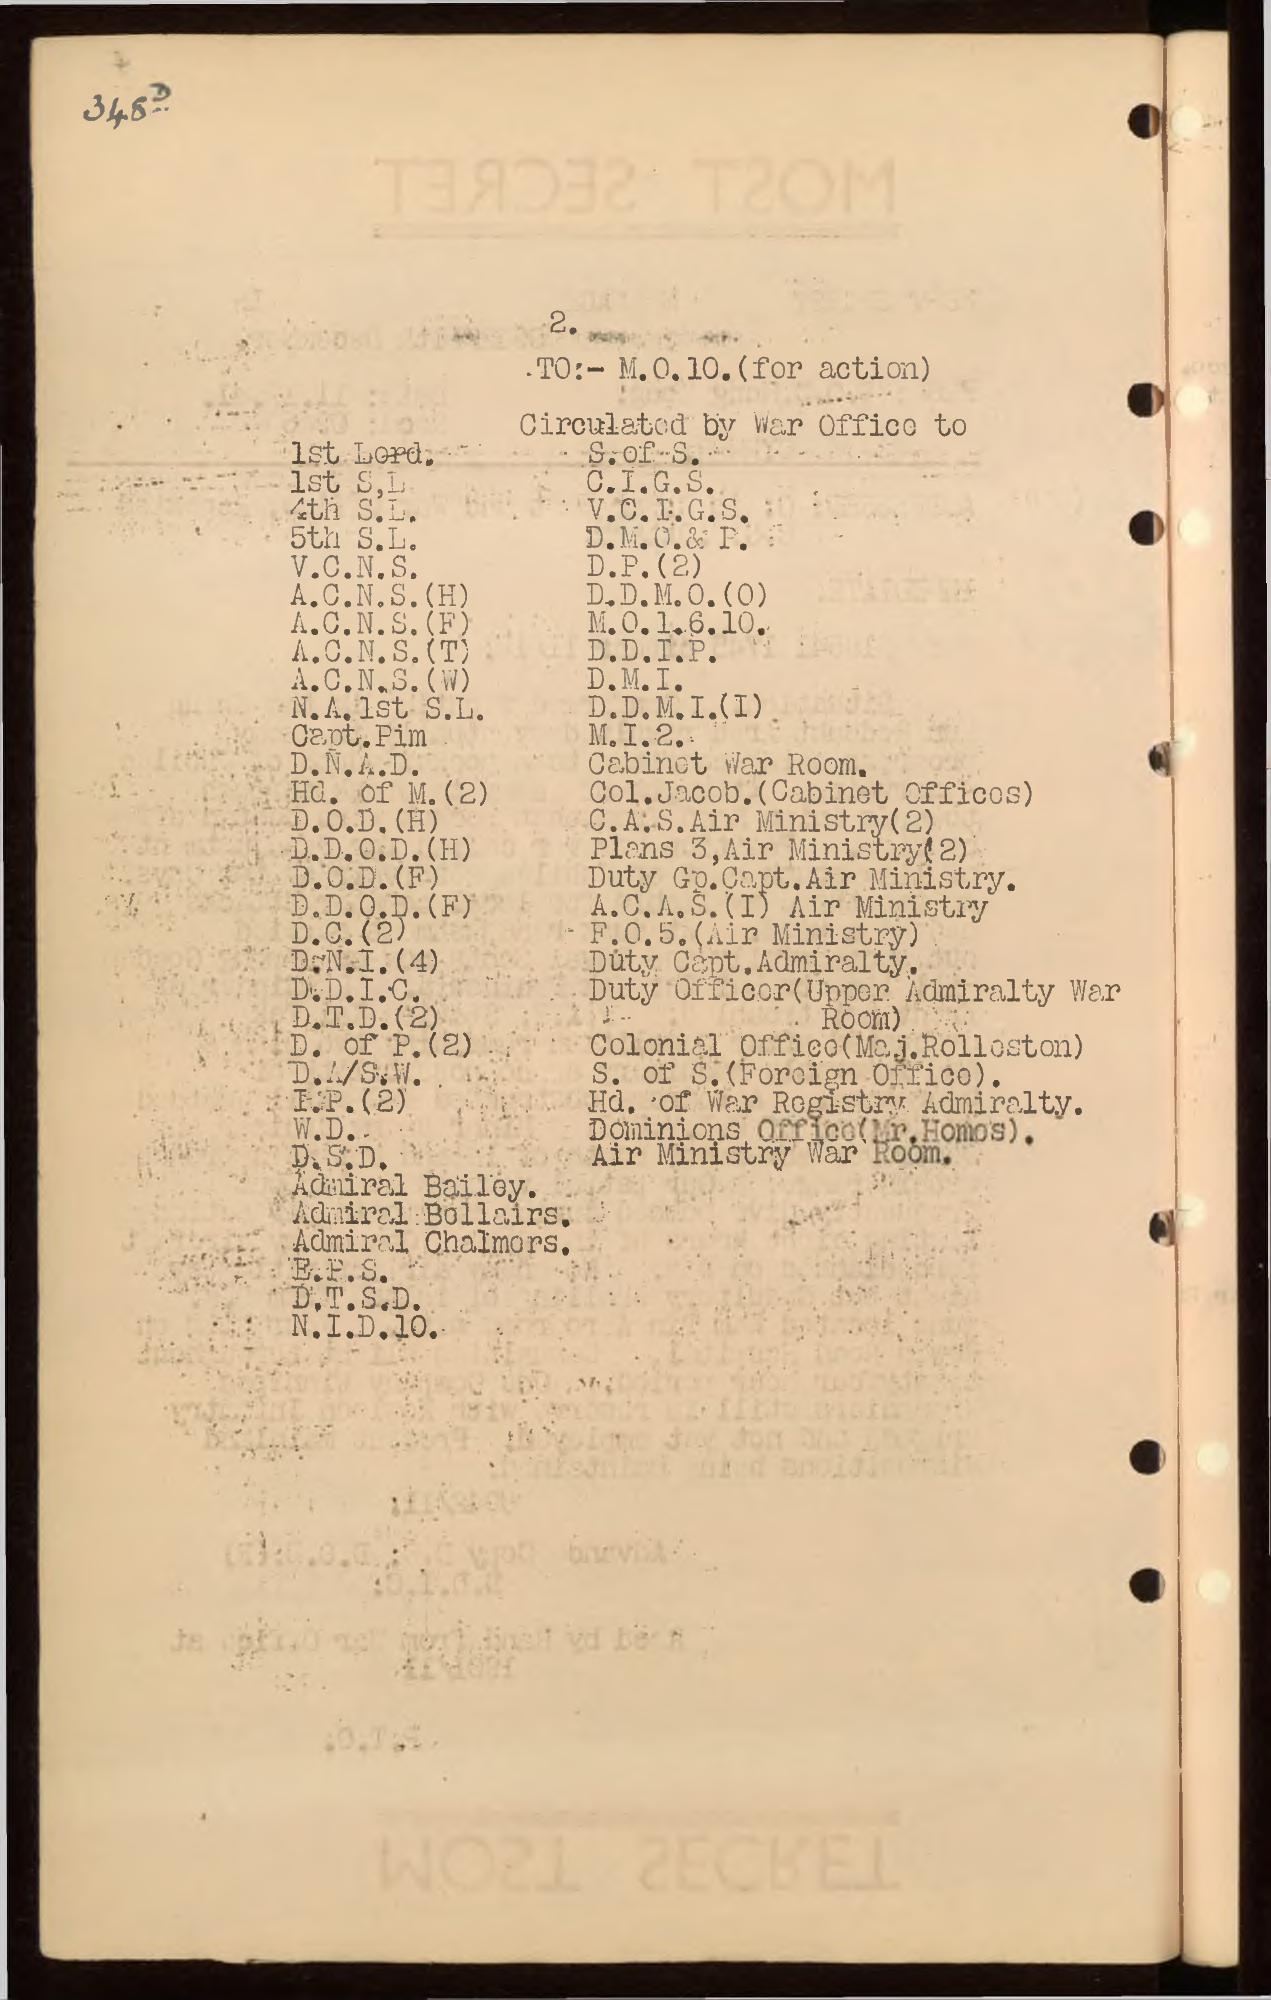 348D
2.
TO:- M.O.10.(for action)
Circulated by War Office to
1st Lord. S. of S.
1st S,L C.I.G.S.
4th S.L. V.C.I.G.S.
5th S.L. D.M.O.& P.
V.C.N.S. D.P.(2)
A.C.N.S.(H) D.D.M.O.(O)
A.C.N.S.(F) M.O.1.6.10.
A.C.N.S.(T) D.D.I.P.
A.C.N.S.(W) D.M.I.
N.A.1st S.L. D.D.M.I.(I)
Capt.Pim M.I.2.
D.N.A.D. Cabinet War Room.
Hd. of M.(2) Col.Jacob.(Cabinet Offices)
D.O.D.(H) C.A.S.Air Ministry(2)
D.D.O.D.(H) Plans 3,Air Ministry(2)
D.O.D.(F) Duty Gp.Capt.Air Ministry.
D.D.O.D.(F) A.C.A.S.(I) Air Ministry
D.C.(2) F.O.5.(Air Ministry)
D.N.I.(4) Duty Capt.Admiralty.
D.D.I.C. Duty Officer(Upper Admiralty War
D.T.D.(2) Room)
D. of P.(2) Colonial Office(Maj.Rolleston)
D.A/S.W. S. of S.(Foreign Office).
I.P.(2) Hd. of War Registry Admiralty.
W.D. Dominions Office(Mr.Homes).
D.S.D. Air Ministry War Room.
Admiral Bailey.
Admiral Bellairs.
Admiral Chalmers.
E.P.S.
D.T.S.D.
N.I.D.10.